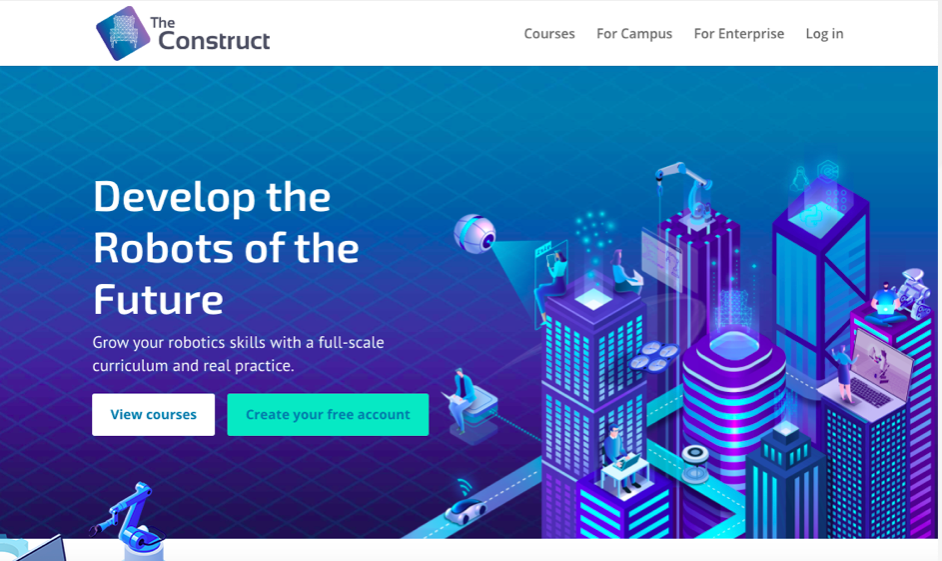 The
Construct
Courses
For Campus
For Enterprise
Log in
Develop the
Robots of the
Future
Grow your robotics skills with a full-scale
curriculum and real practice.
View courses
Create your free account